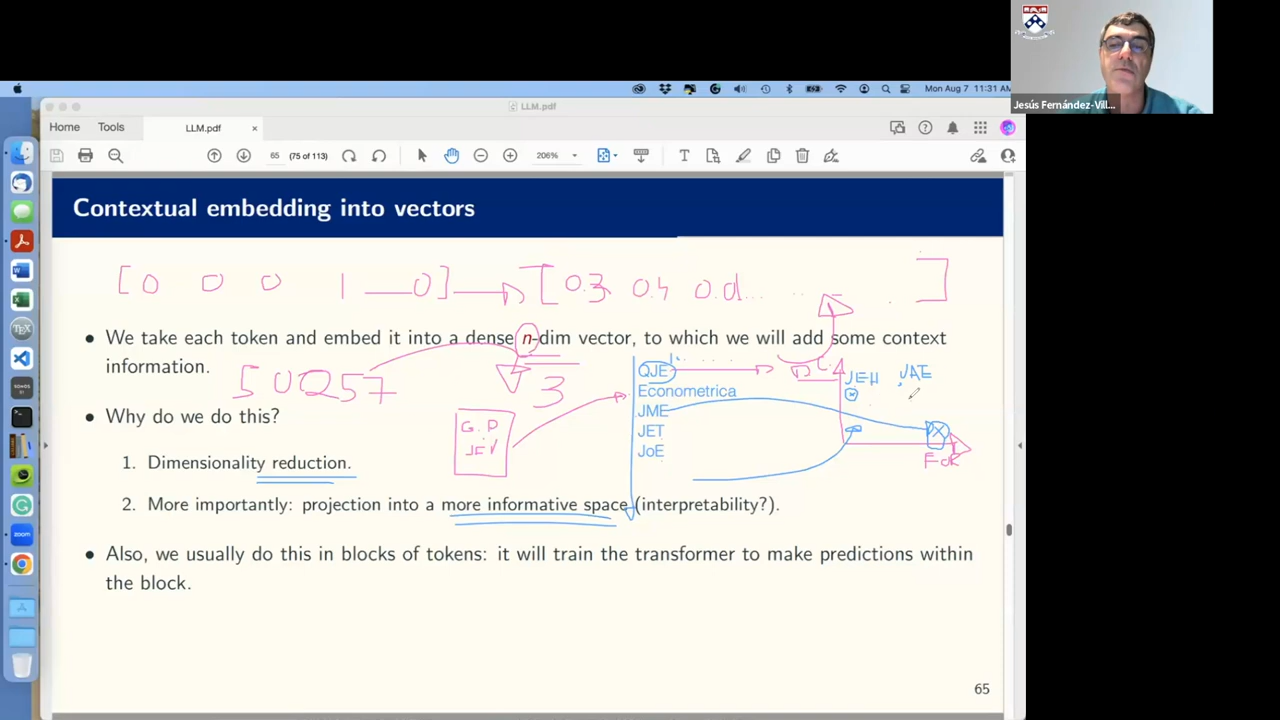 Mon Aug 7 11:31 AM
LLM.pdf
Jesús Fernández-Vill...
Home Tools LLM.pdf ×
65 (75 of 113) 206%
Contextual embedding into vectors
[0 0 0 1 0] [0.3 0.4 0.d... ]
• We take each token and embed it into a dense n-dim vector, to which we will add some context
information.
50257
3
QJE
Econometrica
JME
JET
JoE
JEH JAE
G.P
JEV
• Why do we do this?
1. Dimensionality reduction.
2. More importantly: projection into a more informative space (interpretability?).
• Also, we usually do this in blocks of tokens: it will train the transformer to make predictions within
the block.
65